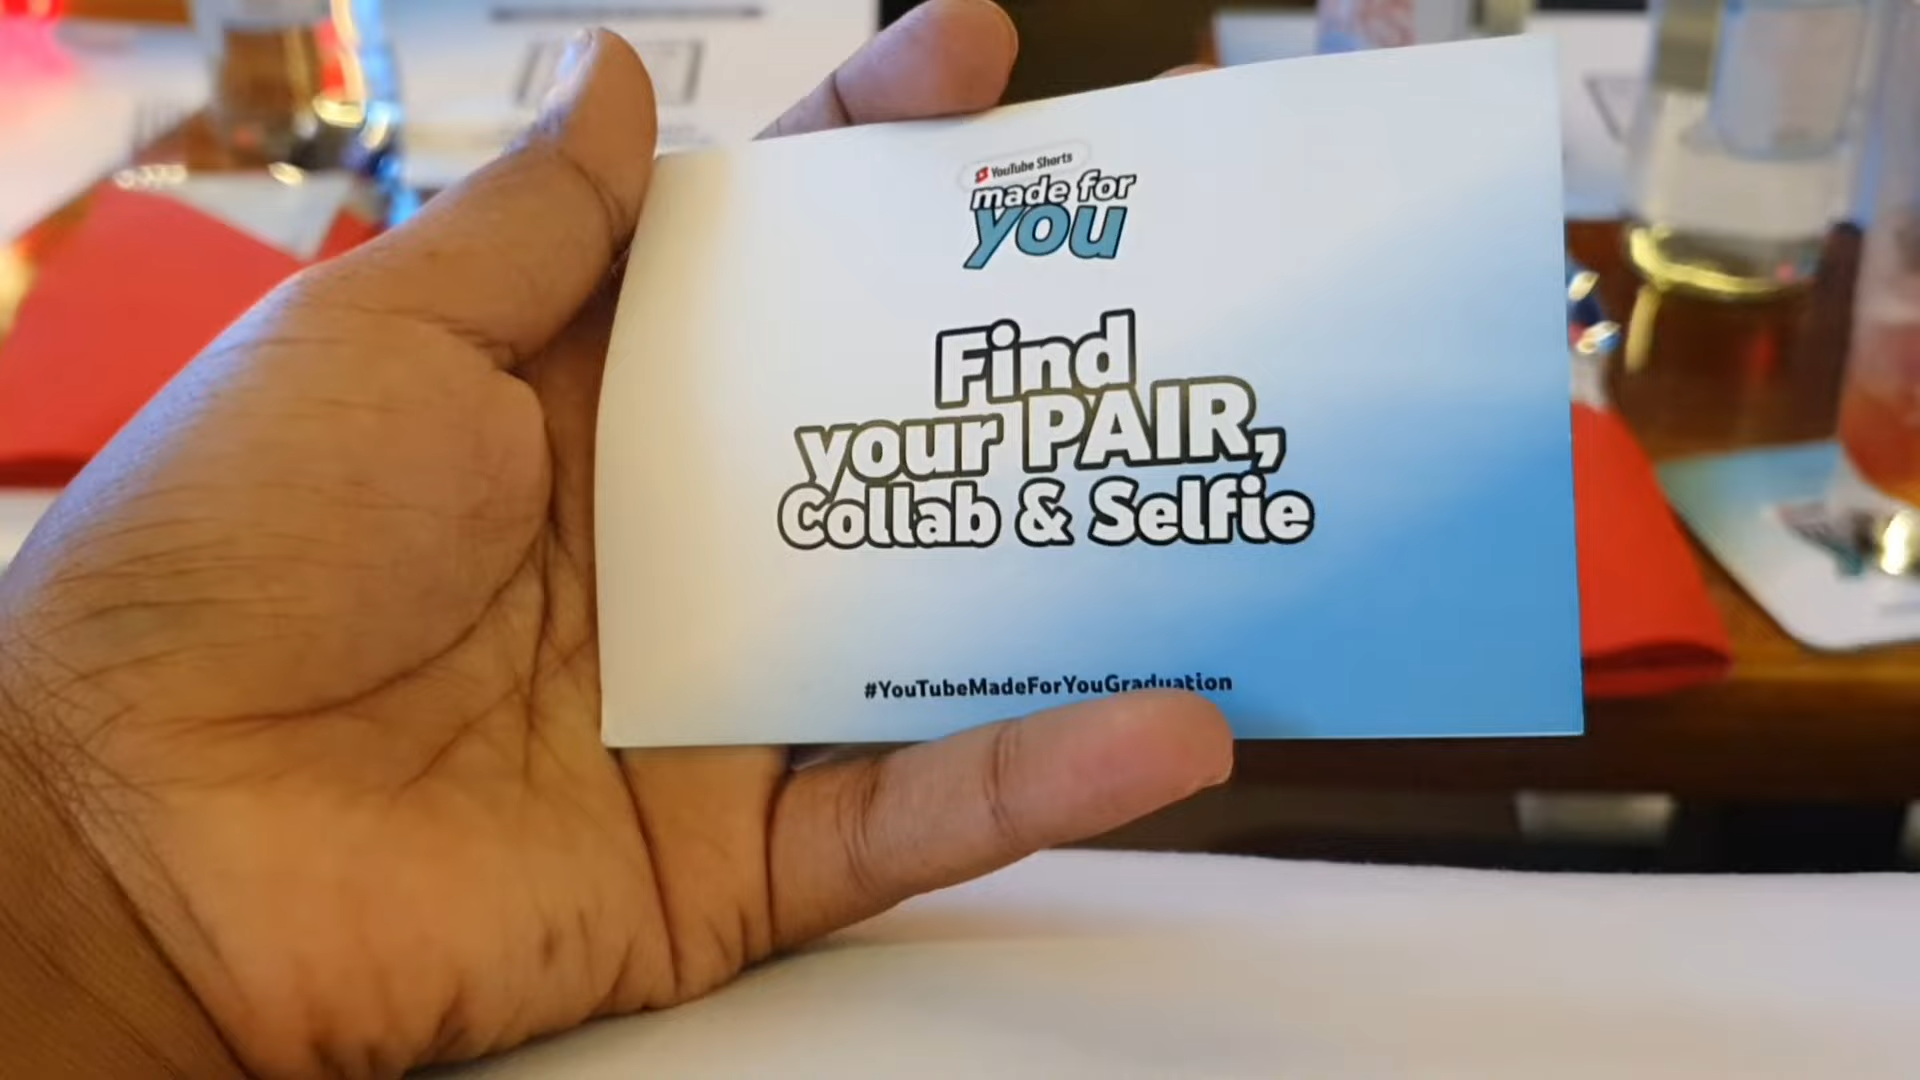 YouTube Shorts
made for
you
Find
your PAIR,
Collab & Selfie
#YouTubeMadeForYouGraduation